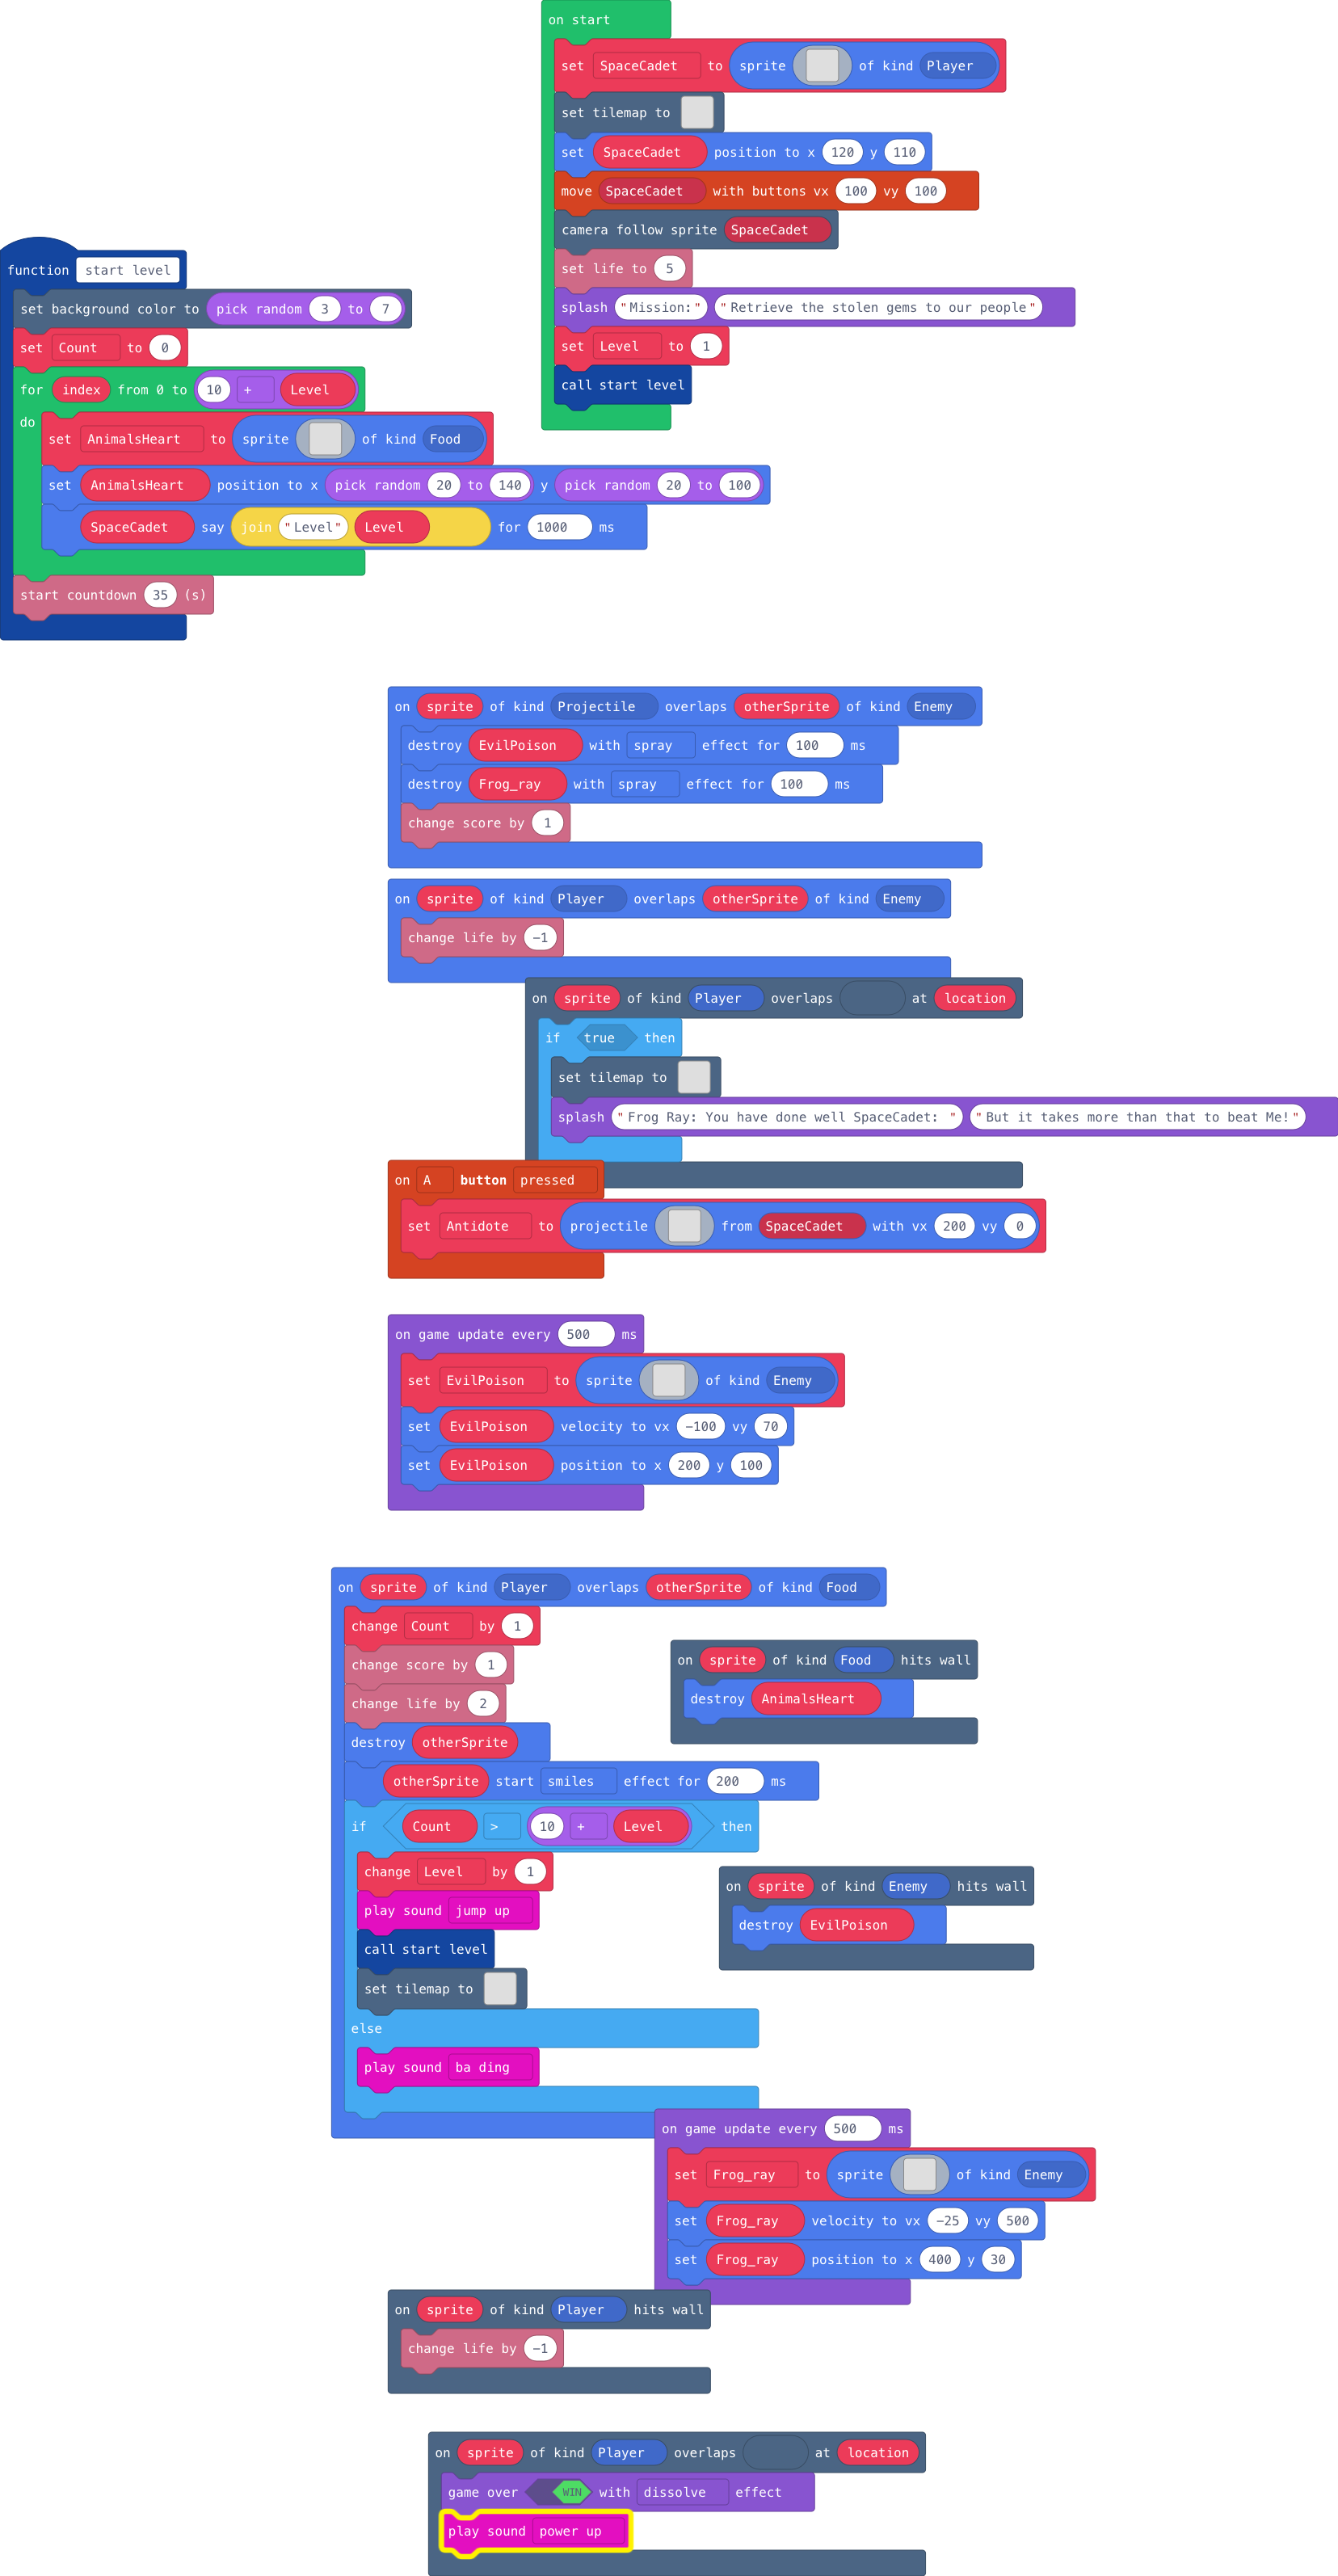 on start
set SpaceCadet to sprite of kind Player
set tilemap to
set SpaceCadet position to x 120 y 110
move SpaceCadet with buttons vx 100 vy 100
camera follow sprite SpaceCadet
set life to 5
splash "Mission:" "Retrieve the stolen gems to our people"
set Level to 1
call start level
function start level
set background color to pick random 3 to 7
set Count to 0
for index from 0 to 10 + Level
do
set AnimalsHeart to sprite of kind Food
set AnimalsHeart position to x pick random 20 to 140 y pick random 20 to 100
SpaceCadet say join "Level" Level for 1000 ms
start countdown 35 (s)
on sprite of kind Projectile overlaps otherSprite of kind Enemy
destroy EvilPoison with spray effect for 100 ms
destroy Frog_ray with spray effect for 100 ms
change score by 1
on sprite of kind Player overlaps otherSprite of kind Enemy
change life by -1
on sprite of kind Player overlaps at location
if true then
set tilemap to
splash "Frog Ray: You have done well SpaceCadet: " "But it takes more than that to beat Me!"
on A button pressed
set Antidote to projectile from SpaceCadet with vx 200 vy 0
on game update every 500 ms
set EvilPoison to sprite of kind Enemy
set EvilPoison velocity to vx -100 vy 70
set EvilPoison position to x 200 y 100
on sprite of kind Player overlaps otherSprite of kind Food
change Count by 1
change score by 1
change life by 2
destroy otherSprite
otherSprite start smiles effect for 200 ms
if Count > 10 + Level then
change Level by 1
play sound jump up
call start level
set tilemap to
else
play sound ba ding
on sprite of kind Food hits wall
destroy AnimalsHeart
on sprite of kind Enemy hits wall
destroy EvilPoison
on game update every 500 ms
set Frog_ray to sprite of kind Enemy
set Frog_ray velocity to vx -25 vy 500
set Frog_ray position to x 400 y 30
on sprite of kind Player hits wall
change life by -1
on sprite of kind Player overlaps at location
game over WIN with dissolve effect
play sound power up